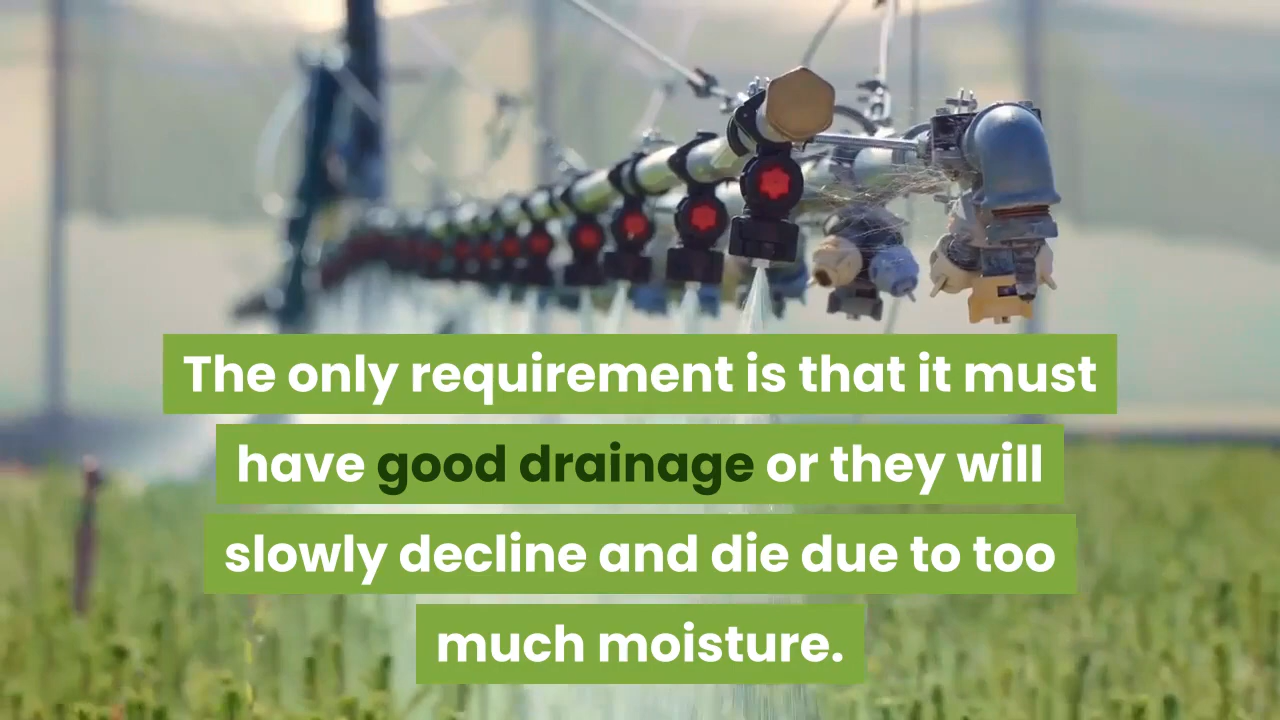 The only requirement is that it must
have good drainage or they will
slowly decline and die due to too
much moisture.